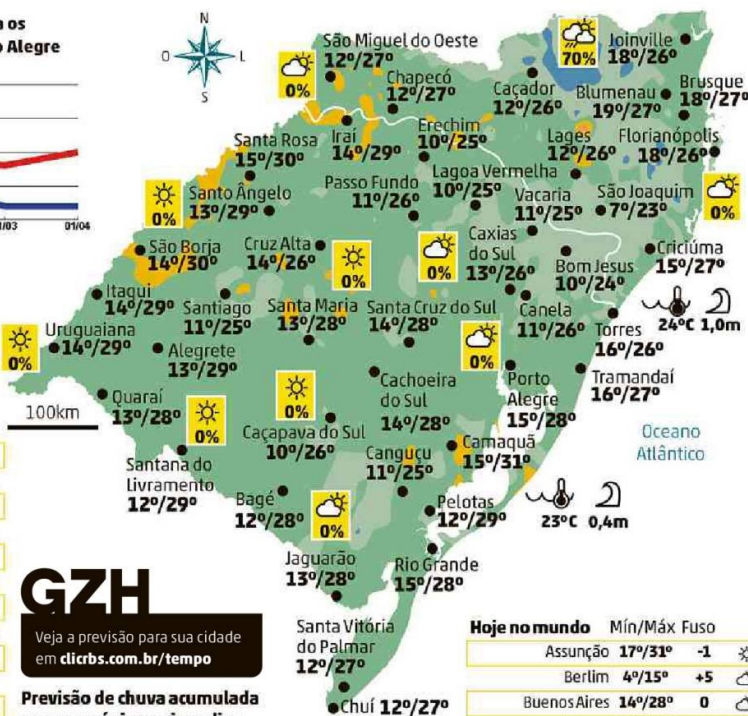 os
Alegre
/03
01/04
N
O
L
S
São Miguel do Oeste
12º/27º
0%
Chapecó
12º/27º
Caçador
12º/26º
70%
Joinville
18º/26º
Blumenau
19º/27º
Brusque
18º/27º
Santa Rosa
15º/30º
Iraí
14º/29º
Erechim
10º/25º
Lages
12º/26º
Florianópolis
18º/26º
0%
0%
Santo Ângelo
13º/29º
Passo Fundo
11º/26º
Lagoa Vermelha
10º/25º
Vacaria
11º/25º
São Joaquim
7º/23º
São Borja
14º/30º
Cruz Alta
14º/26º
0%
0%
Caxias
do Sul
13º/26º
Bom Jesus
10º/24º
Criciúma
15º/27º
Itaqui
14º/29º
Santiago
11º/25º
Santa Maria
13º/28º
Santa Cruz do Sul
14º/28º
Canela
11º/26º
24ºC 1,0m
Torres
16º/26º
0%
Uruguaiana
14º/29º
Alegrete
13º/29º
0%
Quaraí
13º/28º
0%
0%
Cachoeira
do Sul
14º/28º
Porto
Alegre
15º/28º
Tramandaí
16º/27º
100km
Caçapava do Sul
10º/26º
Camaquã
15º/31º
Oceano
Atlântico
Santana do
Livramento
12º/29º
Canguçu
11º/25º
Bagé
12º/28º
0%
Pelotas
12º/29º
23ºC 0,4m
Jaguarão
13º/28º
Rio Grande
15º/28º
GZH
Veja a previsão para sua cidade
em clicrbs.com.br/tempo
Santa Vitória
do Palmar
12º/27º
Chuí 12º/27º
Previsão de chuva acumulada
Hoje no mundo Mín/Máx Fuso
Assunção 17º/31º -1
Berlim 4º/15º +5
Buenos Aires 14º/28º 0